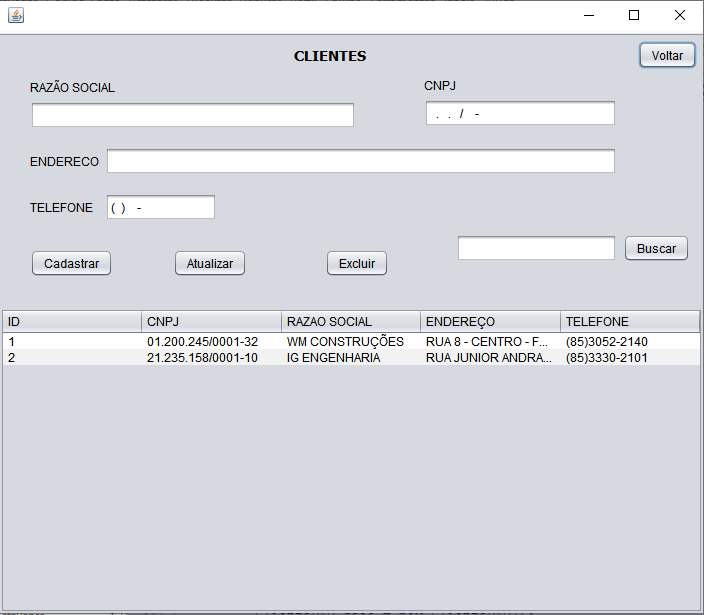 CLIENTES
Voltar
RAZÃO SOCIAL
CNPJ
. . / -
ENDERECO
TELEFONE ( ) -
Cadastrar Atualizar Excluir Buscar
ID CNPJ RAZAO SOCIAL ENDEREÇO TELEFONE
1 01.200.245/0001-32 WM CONSTRUÇÕES RUA 8 - CENTRO - F... (85)3052-2140
2 21.235.158/0001-10 IG ENGENHARIA RUA JUNIOR ANDRA... (85)3330-2101